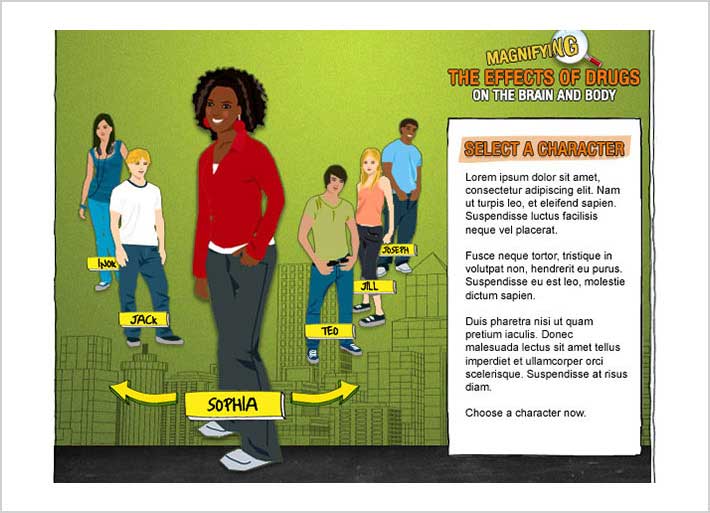 MAGNIFYING
THE EFFECTS OF DRUGS
ON THE BRAIN AND BODY
SELECT A CHARACTER
Lorem ipsum dolor sit amet,
consectetur adipiscing elit. Nam
ut turpis leo, et eleifend sapien.
Suspendisse luctus facilisis
neque vel placerat.
Fusce neque tortor, tristique in
volutpat non, hendrerit eu purus.
Suspendisse eu est leo, molestie
dictum sapien.
Duis pharetra nisi ut quam
pretium iaculis. Donec
malesuada lectus sit amet tellus
imperdiet et ullamcorper orci
scelerisque. Suspendisse at risus
diam.
Choose a character now.
JACK
SOPHIA
TEO
JILL
JOSEPH